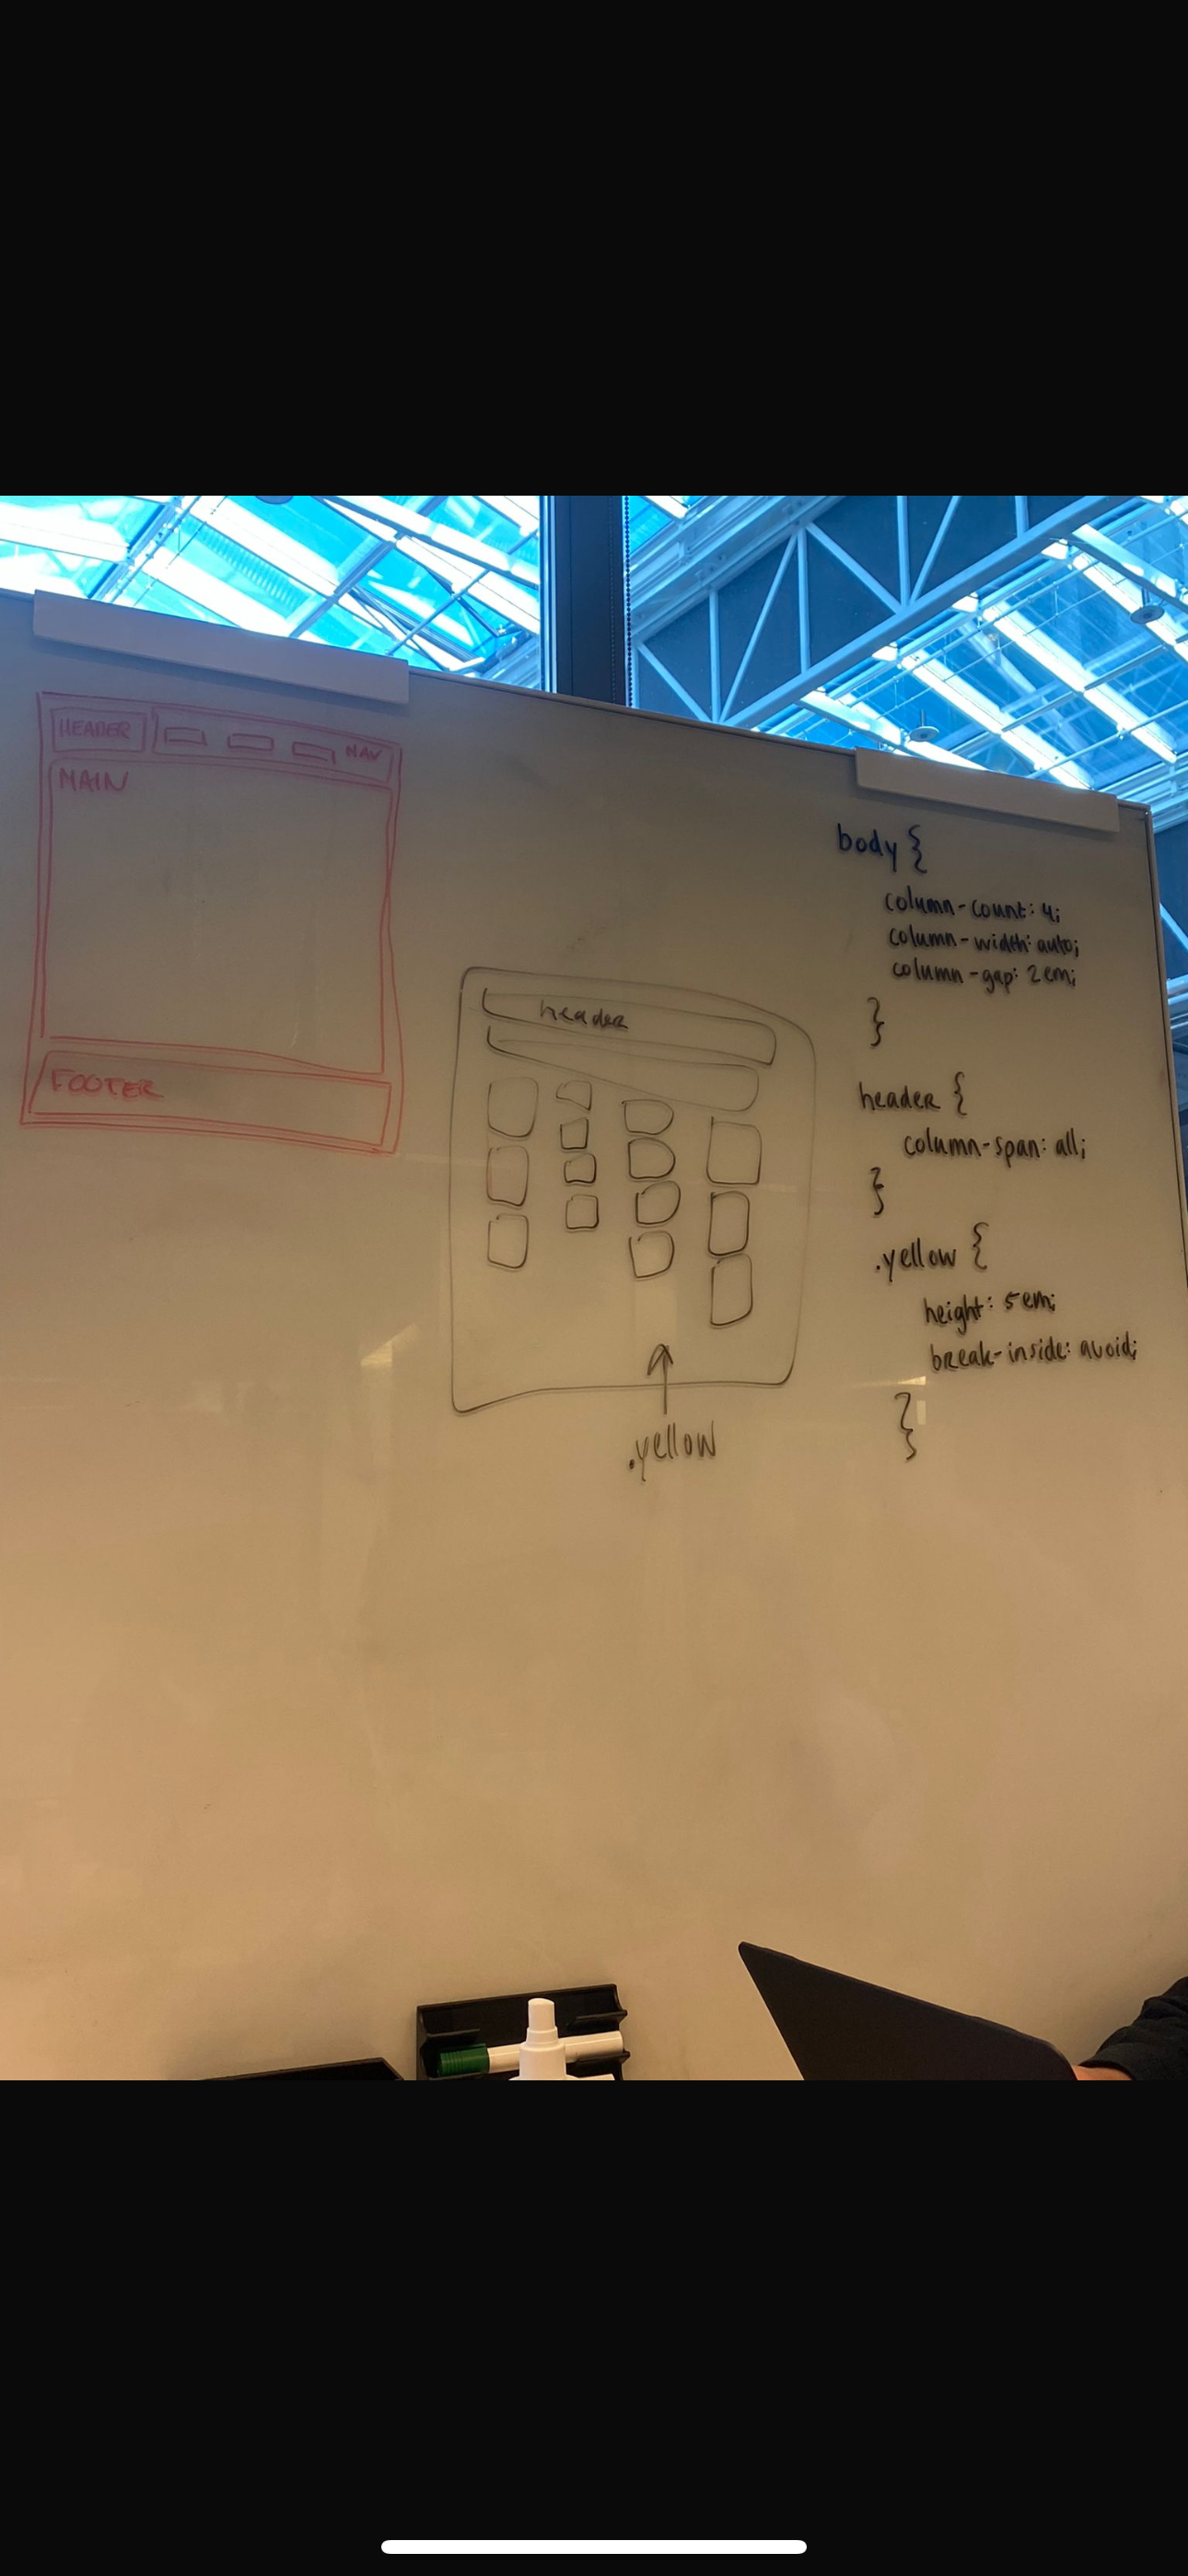 HEADER
NAV
MAIN
FOOTER
header
.yellow
body {
column-count: 4;
column-width: auto;
column-gap: 2em;
}
header {
column-span: all;
}
.yellow {
height: 5em;
break-inside: avoid;
}